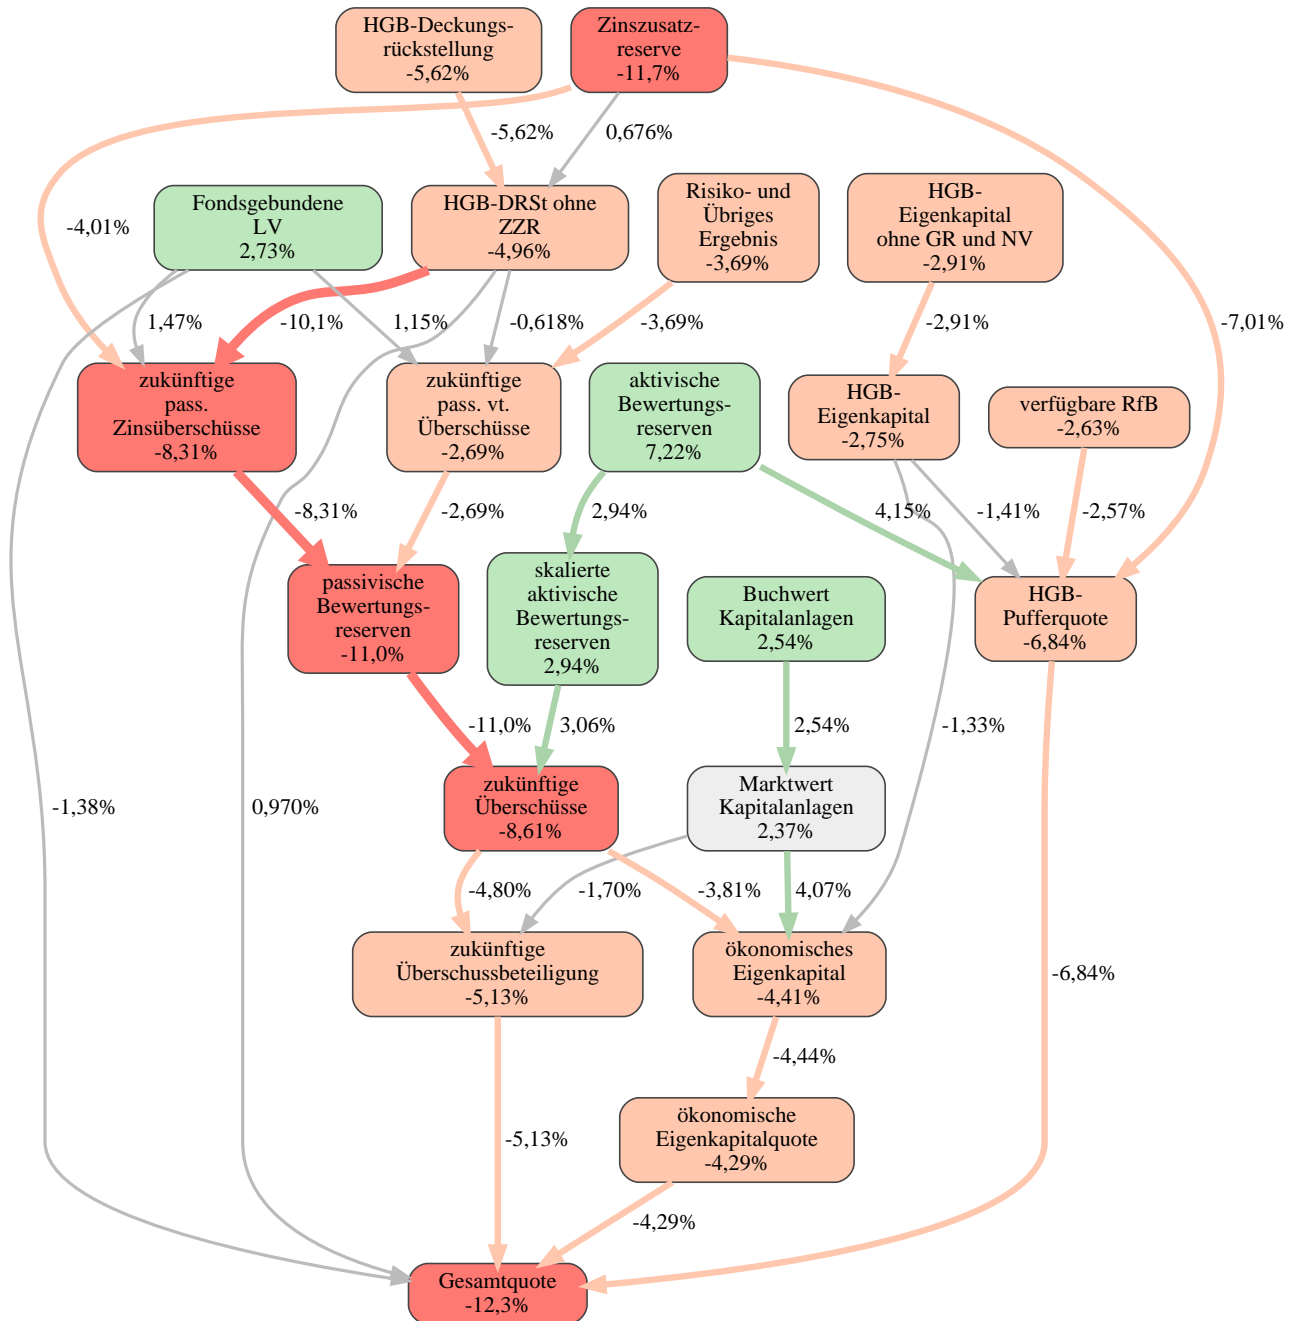 HGB-Deckungs-
rückstellung
-5,62%
Zinszusatz-
reserve
-11,7%
-5,62%
0,676%
Fondsgebundene
LV
2,73%
HGB-DRSt ohne
ZZR
-4,96%
Risiko- und
Übriges
Ergebnis
-3,69%
HGB-
Eigenkapital
ohne GR und NV
-2,91%
-4,01%
1,47%
-10,1%
1,15%
-0,618%
-3,69%
-2,91%
-7,01%
zukünftige
pass.
Zinsüberschüsse
-8,31%
zukünftige
pass. vt.
Überschüsse
-2,69%
aktivische
Bewertungs-
reserven
7,22%
HGB-
Eigenkapital
-2,75%
verfügbare RfB
-2,63%
-8,31%
-2,69%
2,94%
4,15%
-1,41%
-2,57%
passivische
Bewertungs-
reserven
-11,0%
skalierte
aktivische
Bewertungs-
reserven
2,94%
Buchwert
Kapitalanlagen
2,54%
HGB-
Pufferquote
-6,84%
-11,0%
3,06%
2,54%
-1,33%
zukünftige
Überschüsse
-8,61%
Marktwert
Kapitalanlagen
2,37%
-1,38%
0,970%
-4,80%
-1,70%
-3,81%
4,07%
zukünftige
Überschussbeteiligung
-5,13%
ökonomisches
Eigenkapital
-4,41%
-6,84%
-4,44%
ökonomische
Eigenkapitalquote
-4,29%
-5,13%
-4,29%
Gesamtquote
-12,3%